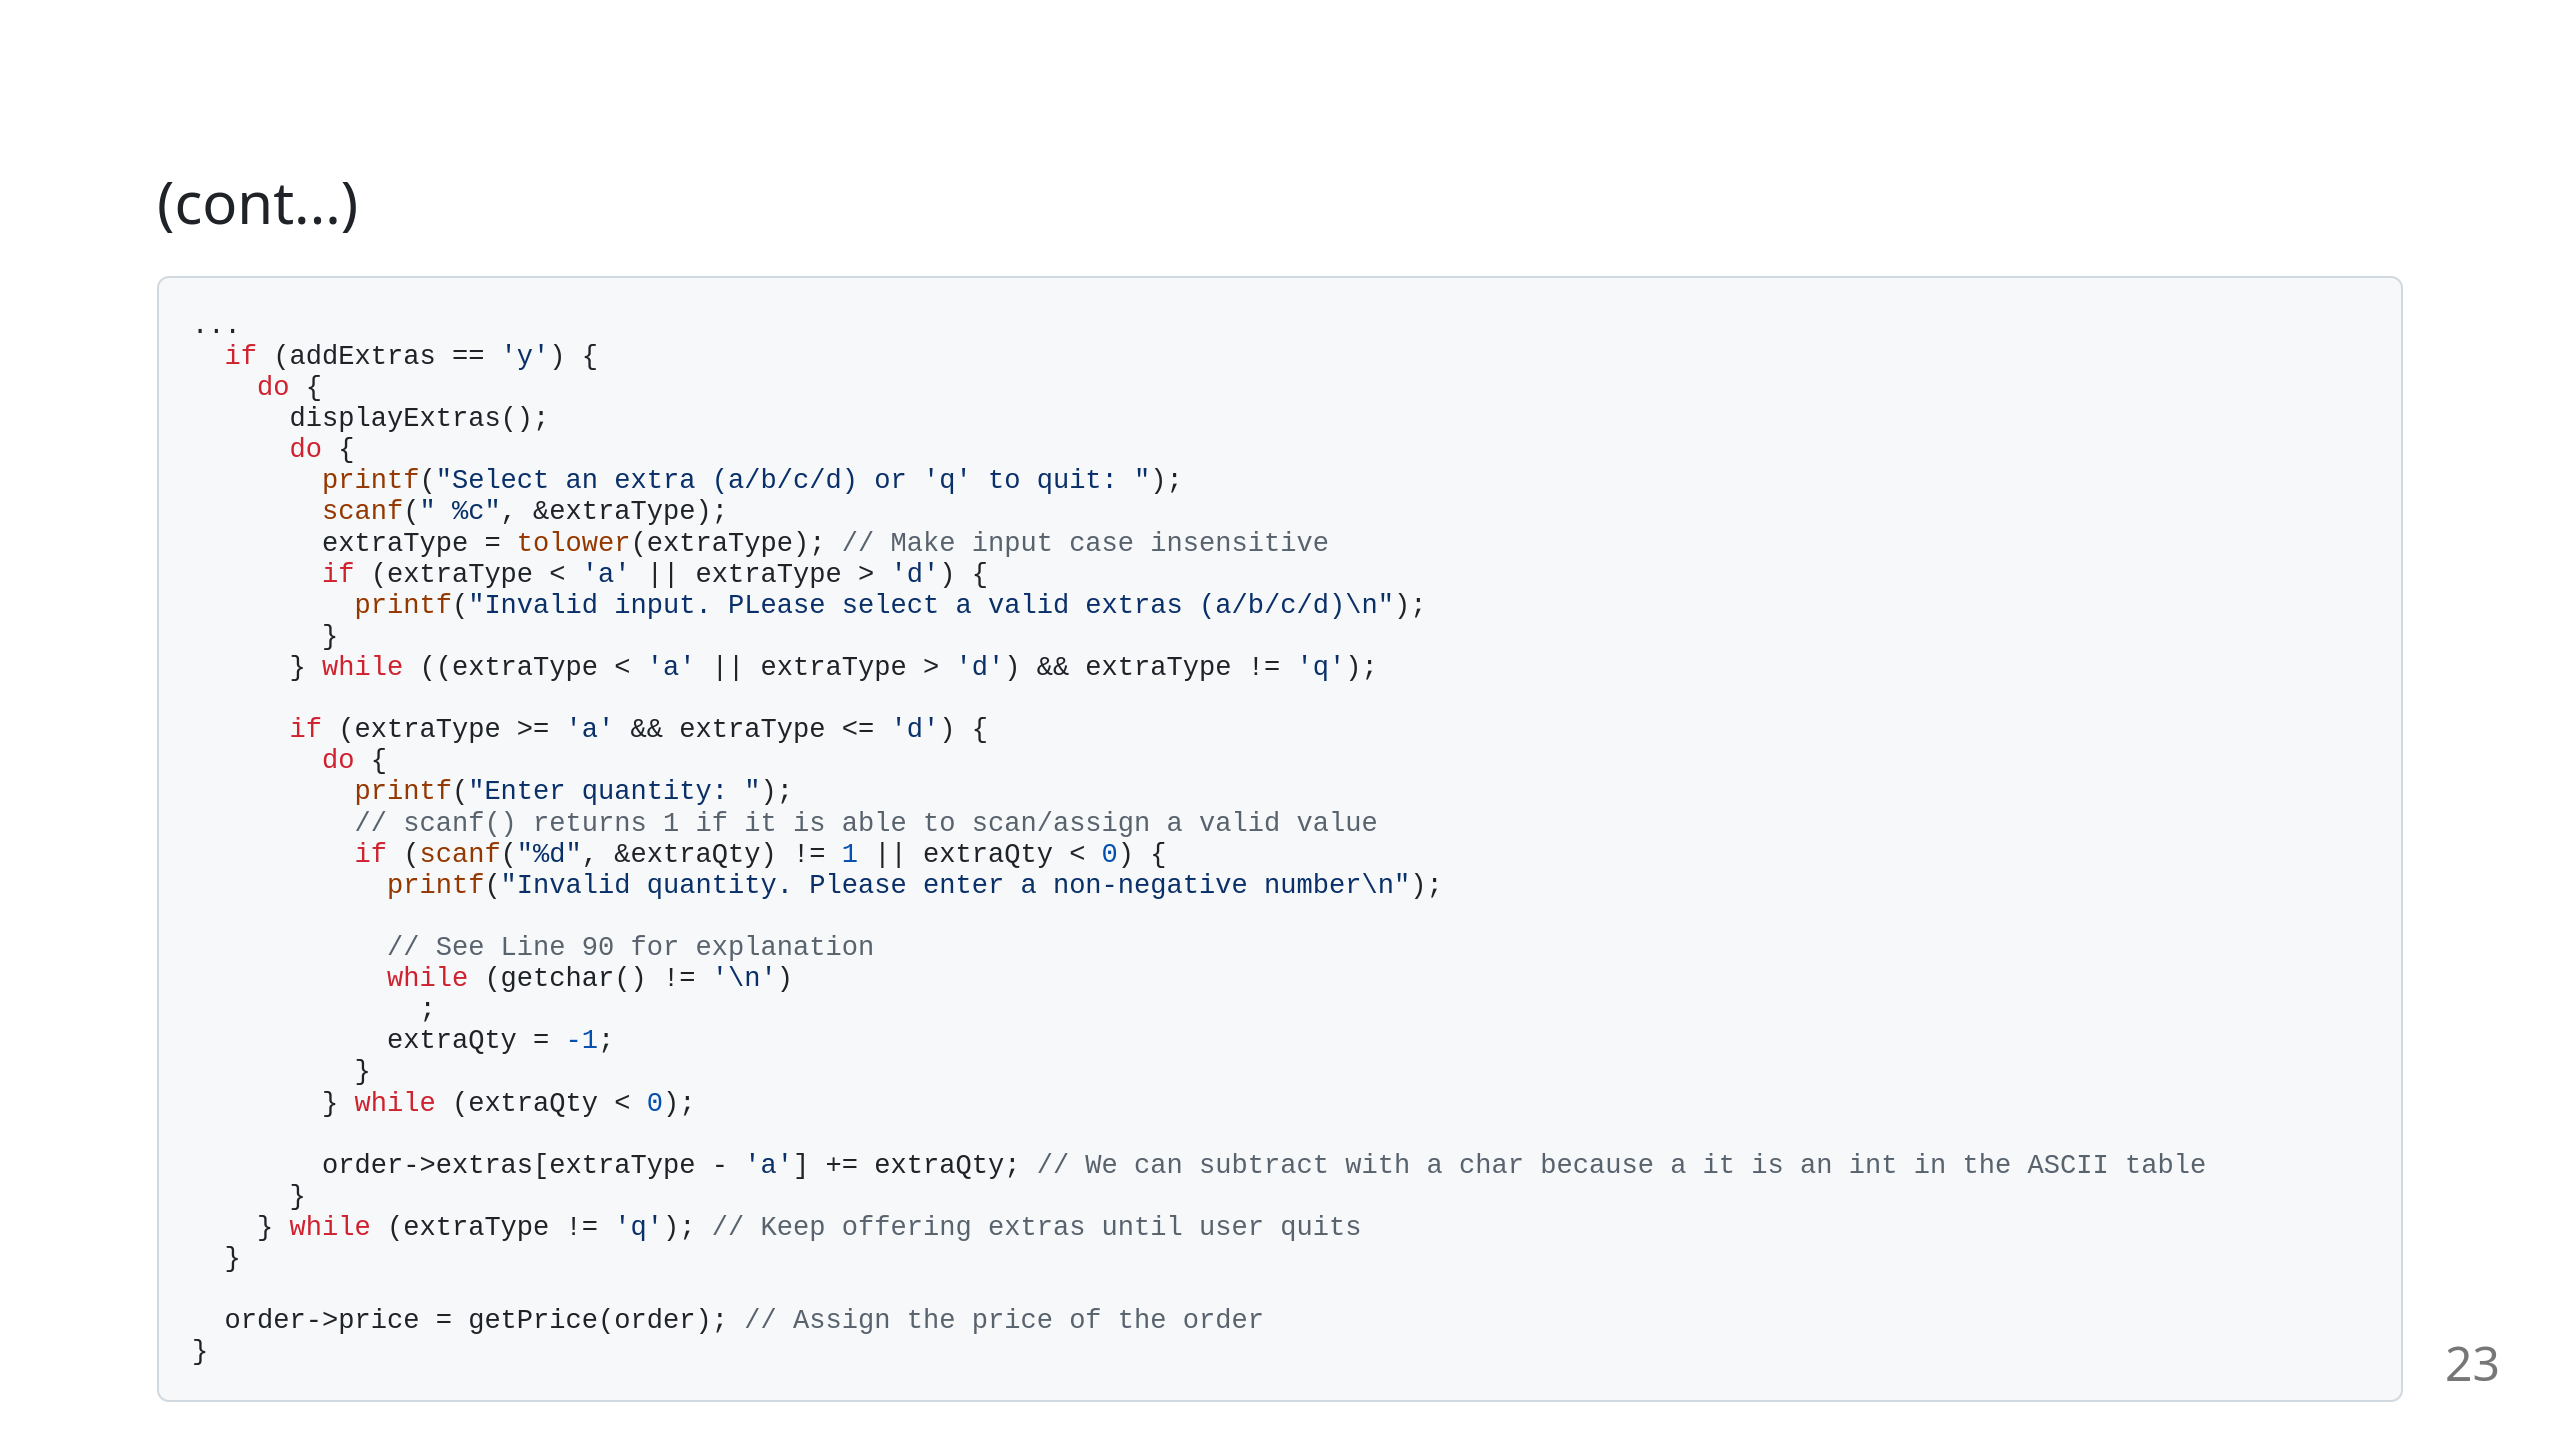 (cont...)
...
  if (addExtras == 'y') {
    do {
      displayExtras();
      do {
        printf("Select an extra (a/b/c/d) or 'q' to quit: ");
        scanf(" %c", &extraType);
        extraType = tolower(extraType); // Make input case insensitive
        if (extraType < 'a' || extraType > 'd') {
          printf("Invalid input. PLease select a valid extras (a/b/c/d)\n");
        }
      } while ((extraType < 'a' || extraType > 'd') && extraType != 'q');

      if (extraType >= 'a' && extraType <= 'd') {
        do {
          printf("Enter quantity: ");
          // scanf() returns 1 if it is able to scan/assign a valid value
          if (scanf("%d", &extraQty) != 1 || extraQty < 0) {
            printf("Invalid quantity. Please enter a non-negative number\n");

            // See Line 90 for explanation
            while (getchar() != '\n')
              ;
            extraQty = -1;
          }
        } while (extraQty < 0);

        order->extras[extraType - 'a'] += extraQty; // We can subtract with a char because a it is an int in the ASCII table
      }
    } while (extraType != 'q'); // Keep offering extras until user quits
  }

  order->price = getPrice(order); // Assign the price of the order
}
23